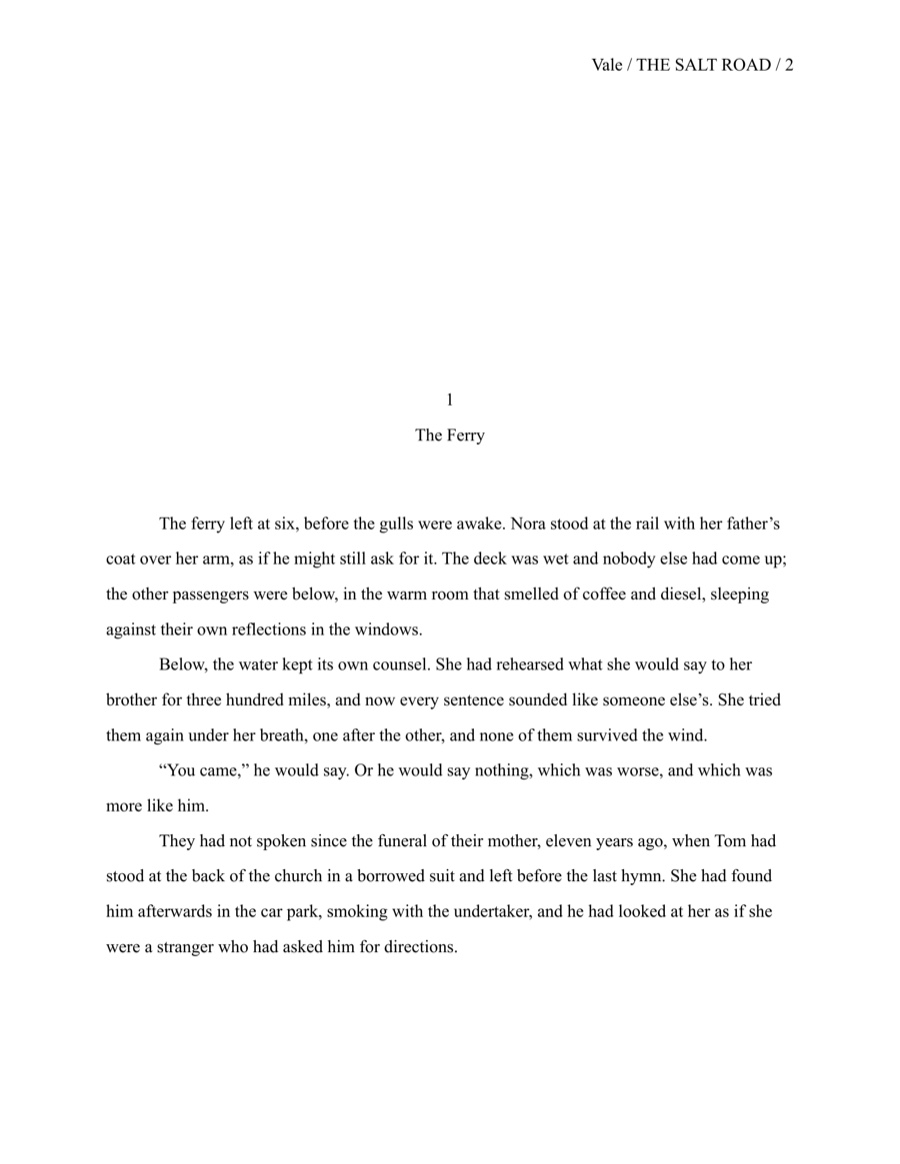 Vale / THE SALT ROAD / 2
1
The Ferry
The ferry left at six, before the gulls were awake. Nora stood at the rail with her father’s
coat over her arm, as if he might still ask for it. The deck was wet and nobody else had come up;
the other passengers were below, in the warm room that smelled of coffee and diesel, sleeping
against their own reflections in the windows.
Below, the water kept its own counsel. She had rehearsed what she would say to her
brother for three hundred miles, and now every sentence sounded like someone else’s. She tried
them again under her breath, one after the other, and none of them survived the wind.
“You came,” he would say. Or he would say nothing, which was worse, and which was
more like him.
They had not spoken since the funeral of their mother, eleven years ago, when Tom had
stood at the back of the church in a borrowed suit and left before the last hymn. She had found
him afterwards in the car park, smoking with the undertaker, and he had looked at her as if she
were a stranger who had asked him for directions.